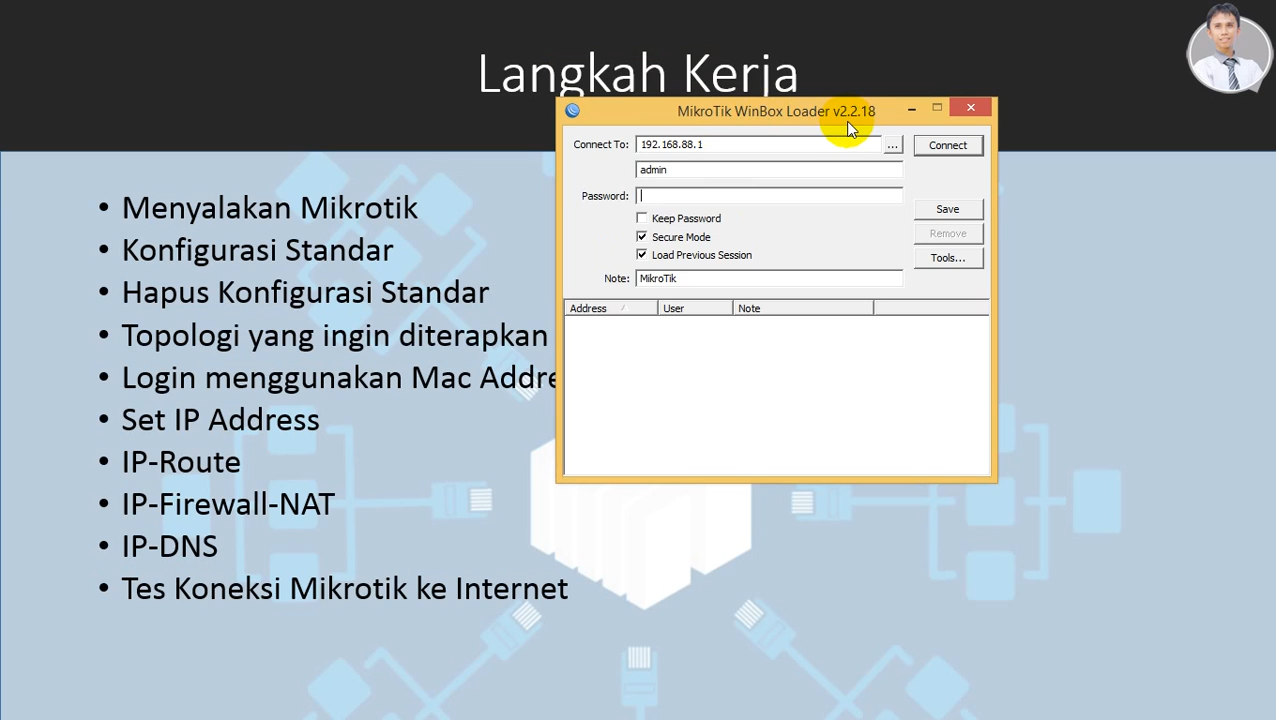 Langkah Kerja
• Menyalakan Mikrotik
• Konfigurasi Standar
• Hapus Konfigurasi Standar
• Topologi yang ingin diterapkan
• Login menggunakan Mac Addre
• Set IP Address
• IP-Route
• IP-Firewall-NAT
• IP-DNS
• Tes Koneksi Mikrotik ke Internet
MikroTik WinBox Loader v2.2.18
Connect To: 192.168.88.1 ... Connect
admin
Password:
Keep Password
Save
Secure Mode
Remove
Load Previous Session
Tools...
Note: MikroTik
Address User Note